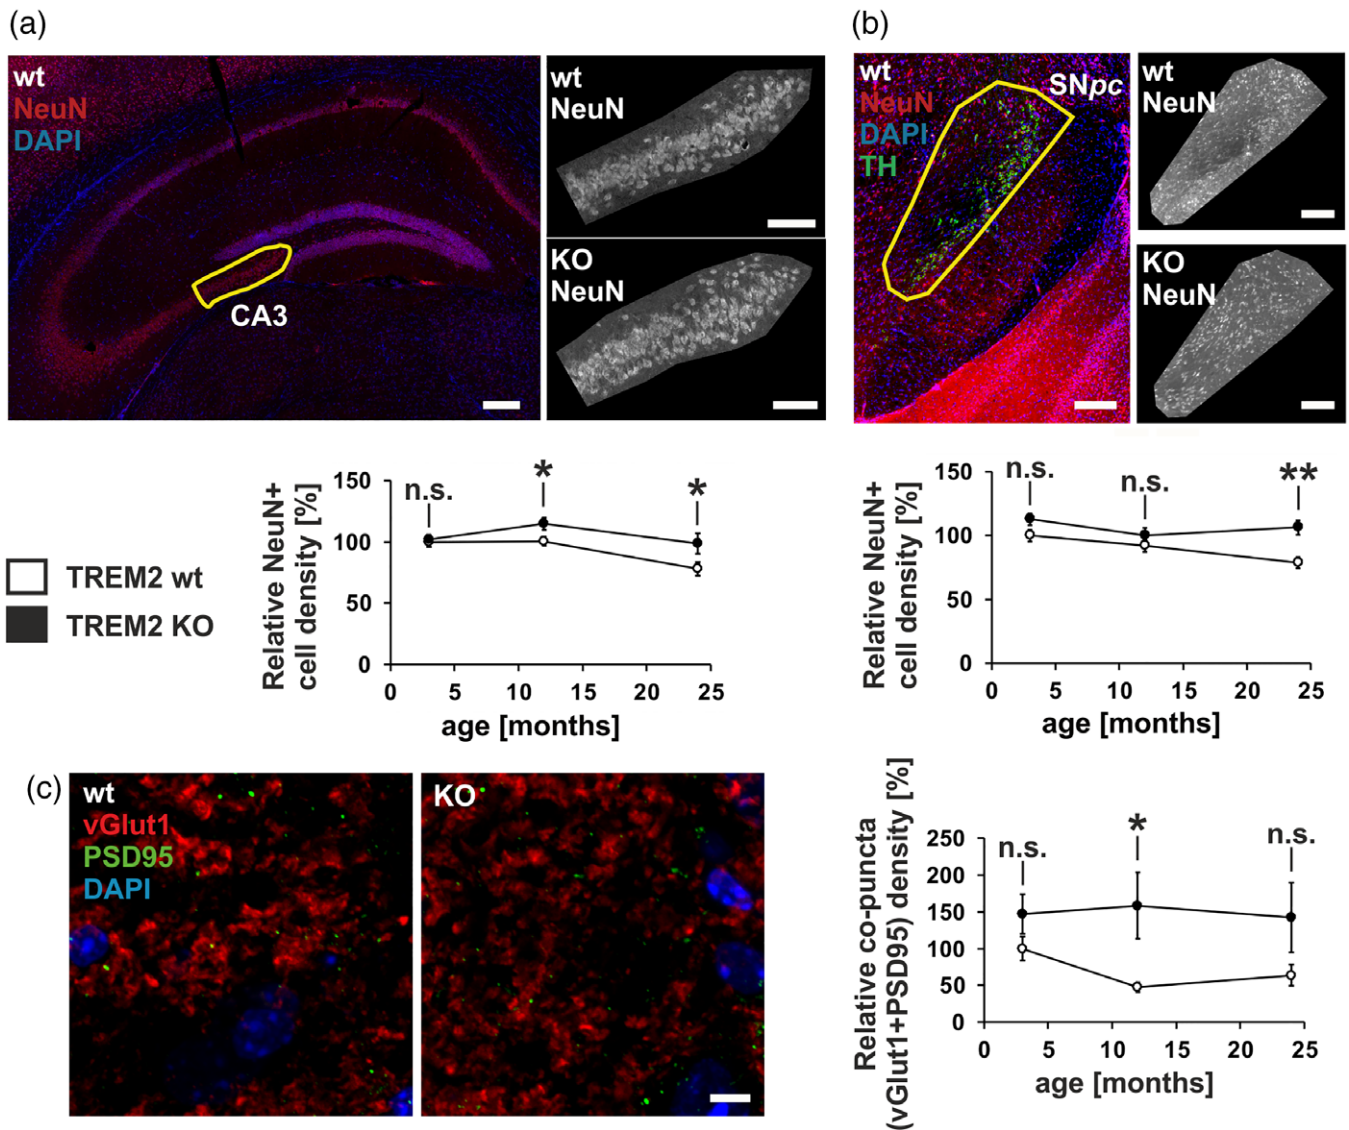 (a)
wt
NeuN
DAPI
CA3
wt
NeuN
KO
NeuN
(b)
wt
NeuN
DAPI
TH
SNpc
wt
NeuN
KO
NeuN
TREM2 wt
TREM2 KO
Relative NeuN+
cell density [%]
150
100
50
0
n.s.
*
*
0 5 10 15 20 25
age [months]
Relative NeuN+
cell density [%]
150
100
50
0
n.s.
n.s.
**
0 5 10 15 20 25
age [months]
(c)
wt
vGlut1
PSD95
DAPI
KO
Relative co-puncta
(vGlut1+PSD95) density [%]
250
200
150
100
50
0
n.s.
*
n.s.
0 5 10 15 20 25
age [months]